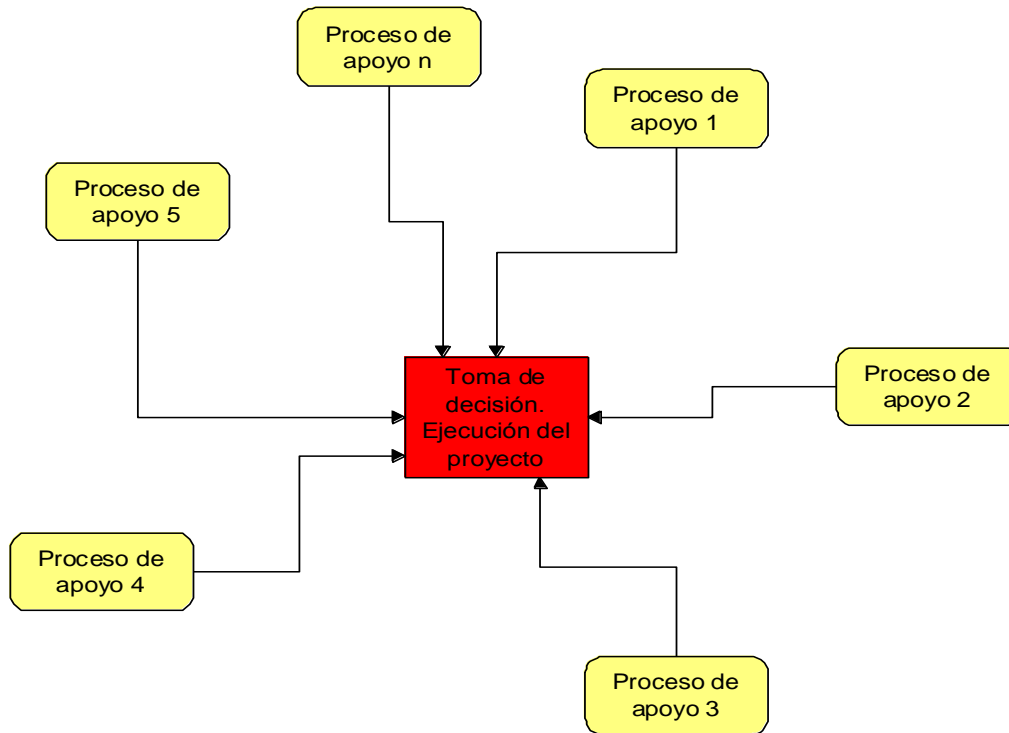 Proceso de
apoyo n
Proceso de
apoyo 1
Proceso de
apoyo 5
Toma de
decisión.
Ejecución del
proyecto
Proceso de
apoyo 2
Proceso de
apoyo 4
Proceso de
apoyo 3